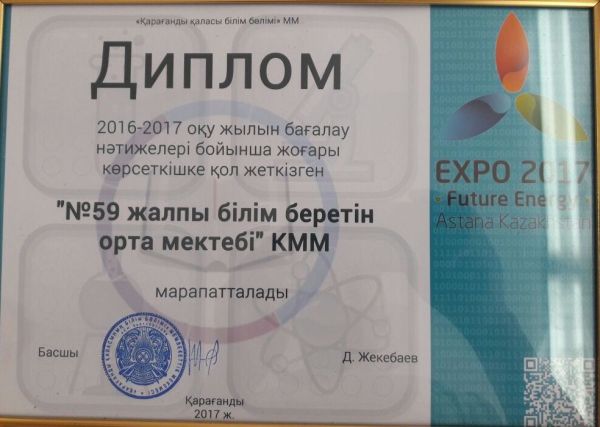 «Қарағанды қаласы білім бөлімі» ММ
Диплом
2016-2017 оқу жылын бағалау
нәтижелері бойынша жоғары
көрсеткішке қол жеткізген
"№59 жалпы білім беретін
орта мектебі" КММ
марапатталады
Басшы
Д. Жекебаев
Қарағанды
2017 ж.
EXPO 2017
Future Energy
Astana Kazakhstan